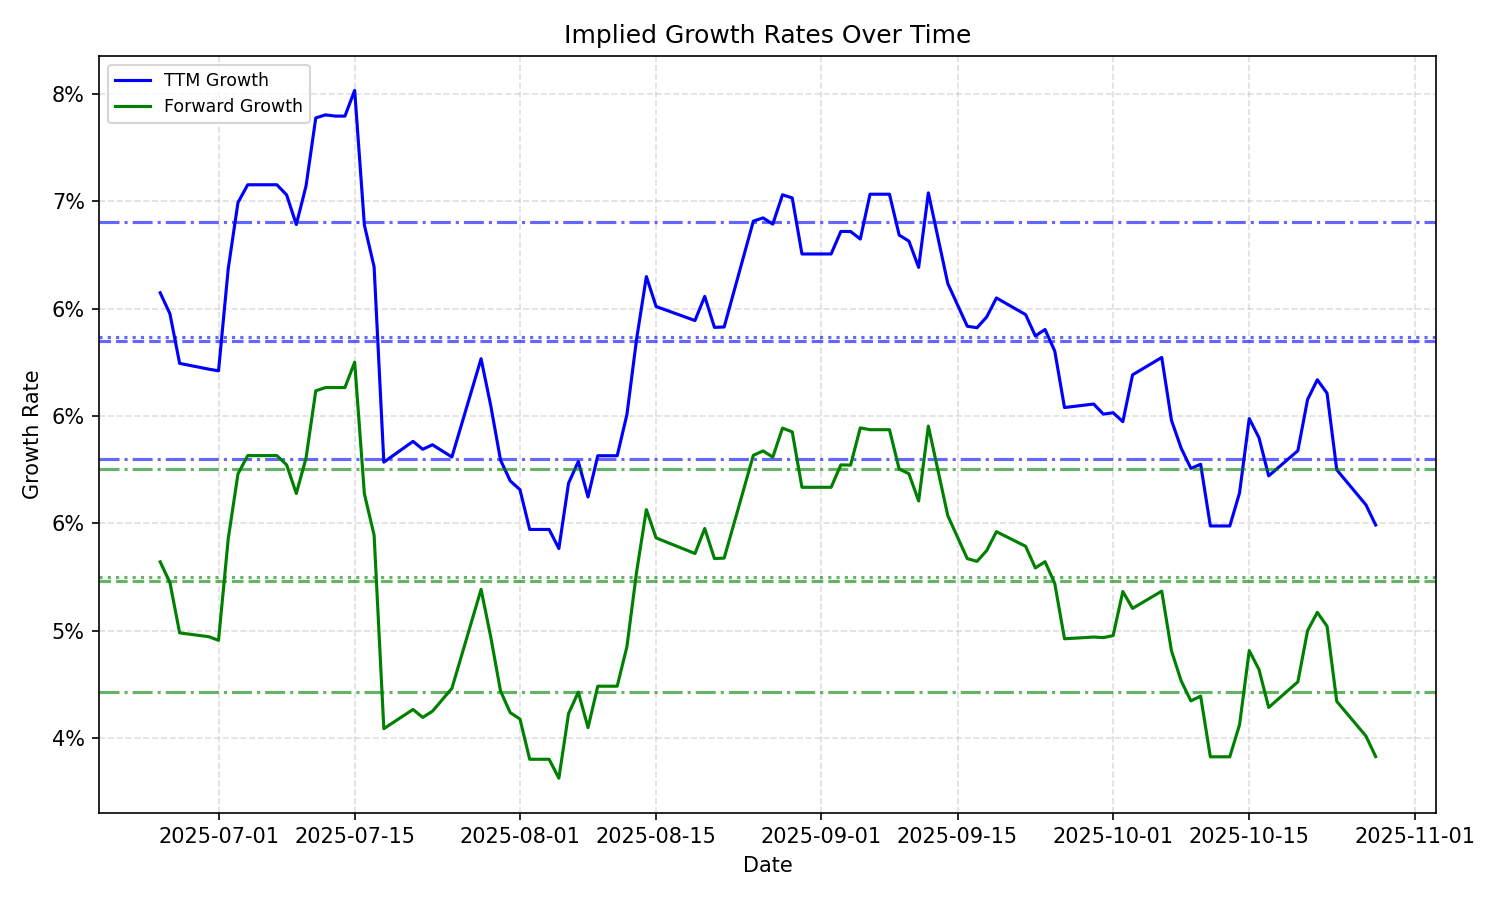 Implied Growth Rates Over Time
TTM Growth
Forward Growth
8%
7%
6%
6%
6%
5%
4%
Growth Rate
2025-07-01 2025-07-15 2025-08-01 2025-08-15 2025-09-01 2025-09-15 2025-10-01 2025-10-15 2025-11-01
Date